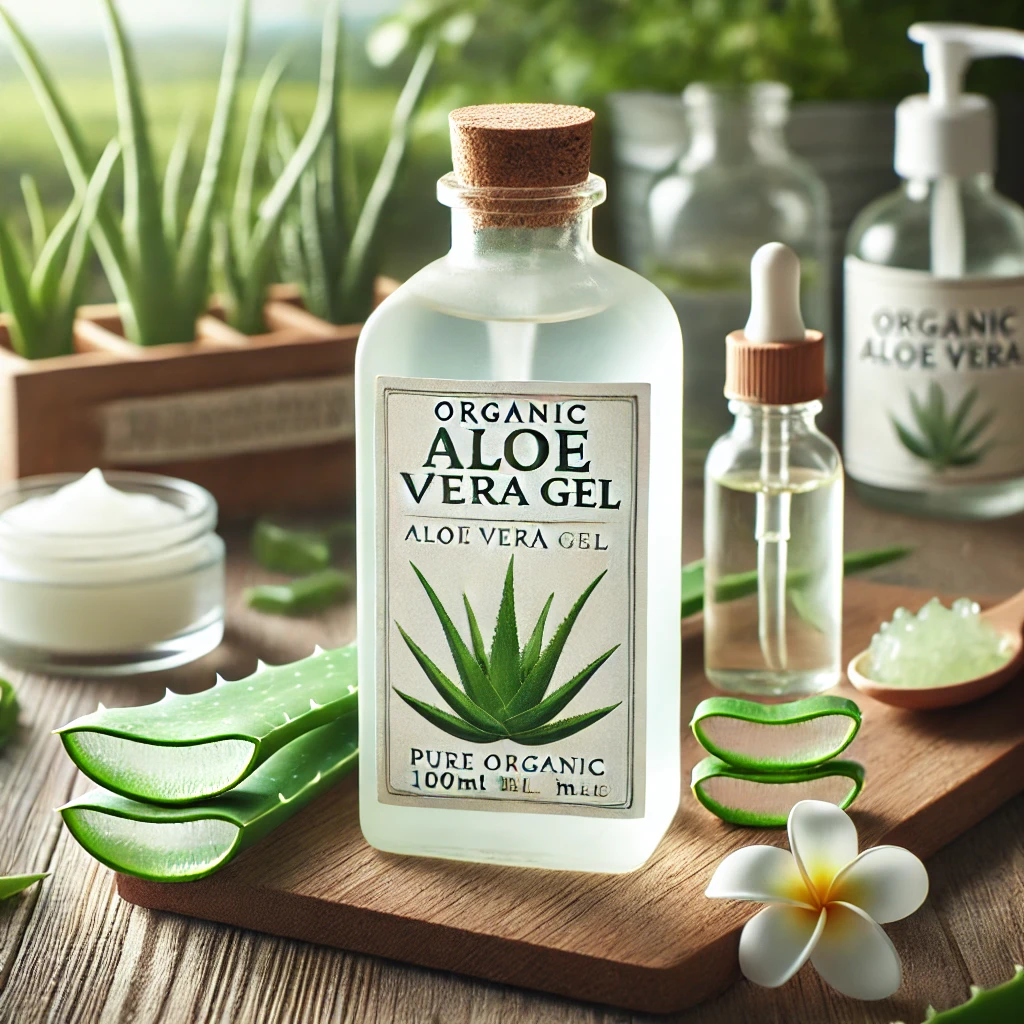 ORGANIC
ALOE
VERA GEL
ALOE VERA GEL
PURE ORGANIC
100ml
ORGANIC
ALOE VERA